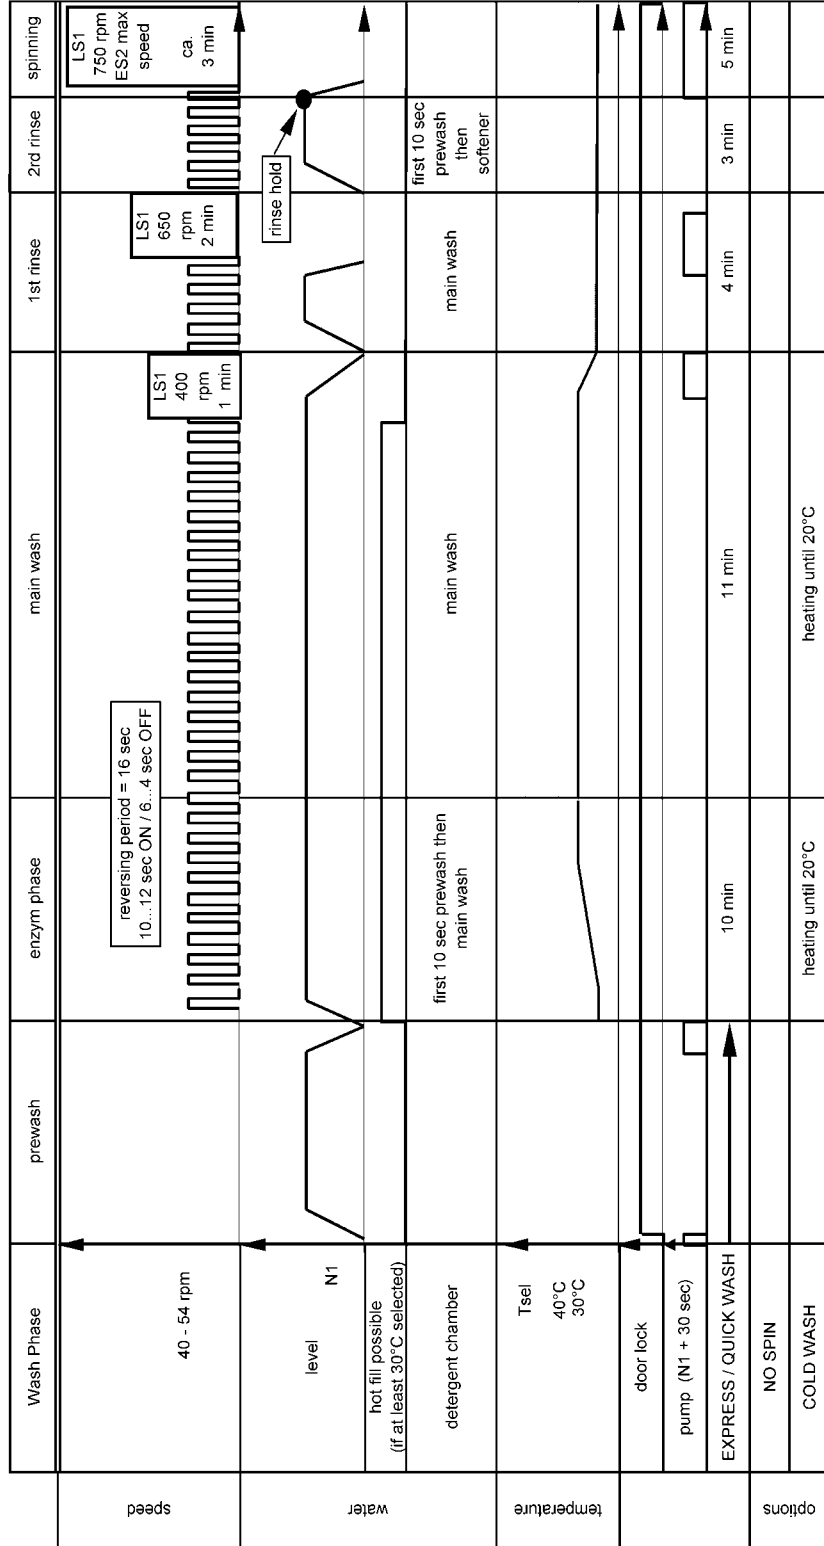 Wash Phase
prewash
enzym phase
main wash
1st rinse
2rd rinse
spinning
speed
40 - 54 rpm
reversing period = 16 sec
10...12 sec ON / 6...4 sec OFF
LS1
400
rpm
1 min
LS1
650
rpm
2 min
LS1
750 rpm
ES2 max
speed
ca.
3 min
water
level
N1
rinse hold
hot fill possible
(if at least 30°C selected)
detergent chamber
first 10 sec prewash then
main wash
main wash
main wash
first 10 sec
prewash
then
softener
temperature
Tsel
40°C
30°C
door lock
pump (N1 + 30 sec)
EXPRESS / QUICK WASH
10 min
11 min
4 min
3 min
5 min
options
NO SPIN
COLD WASH
heating until 20°C
heating until 20°C